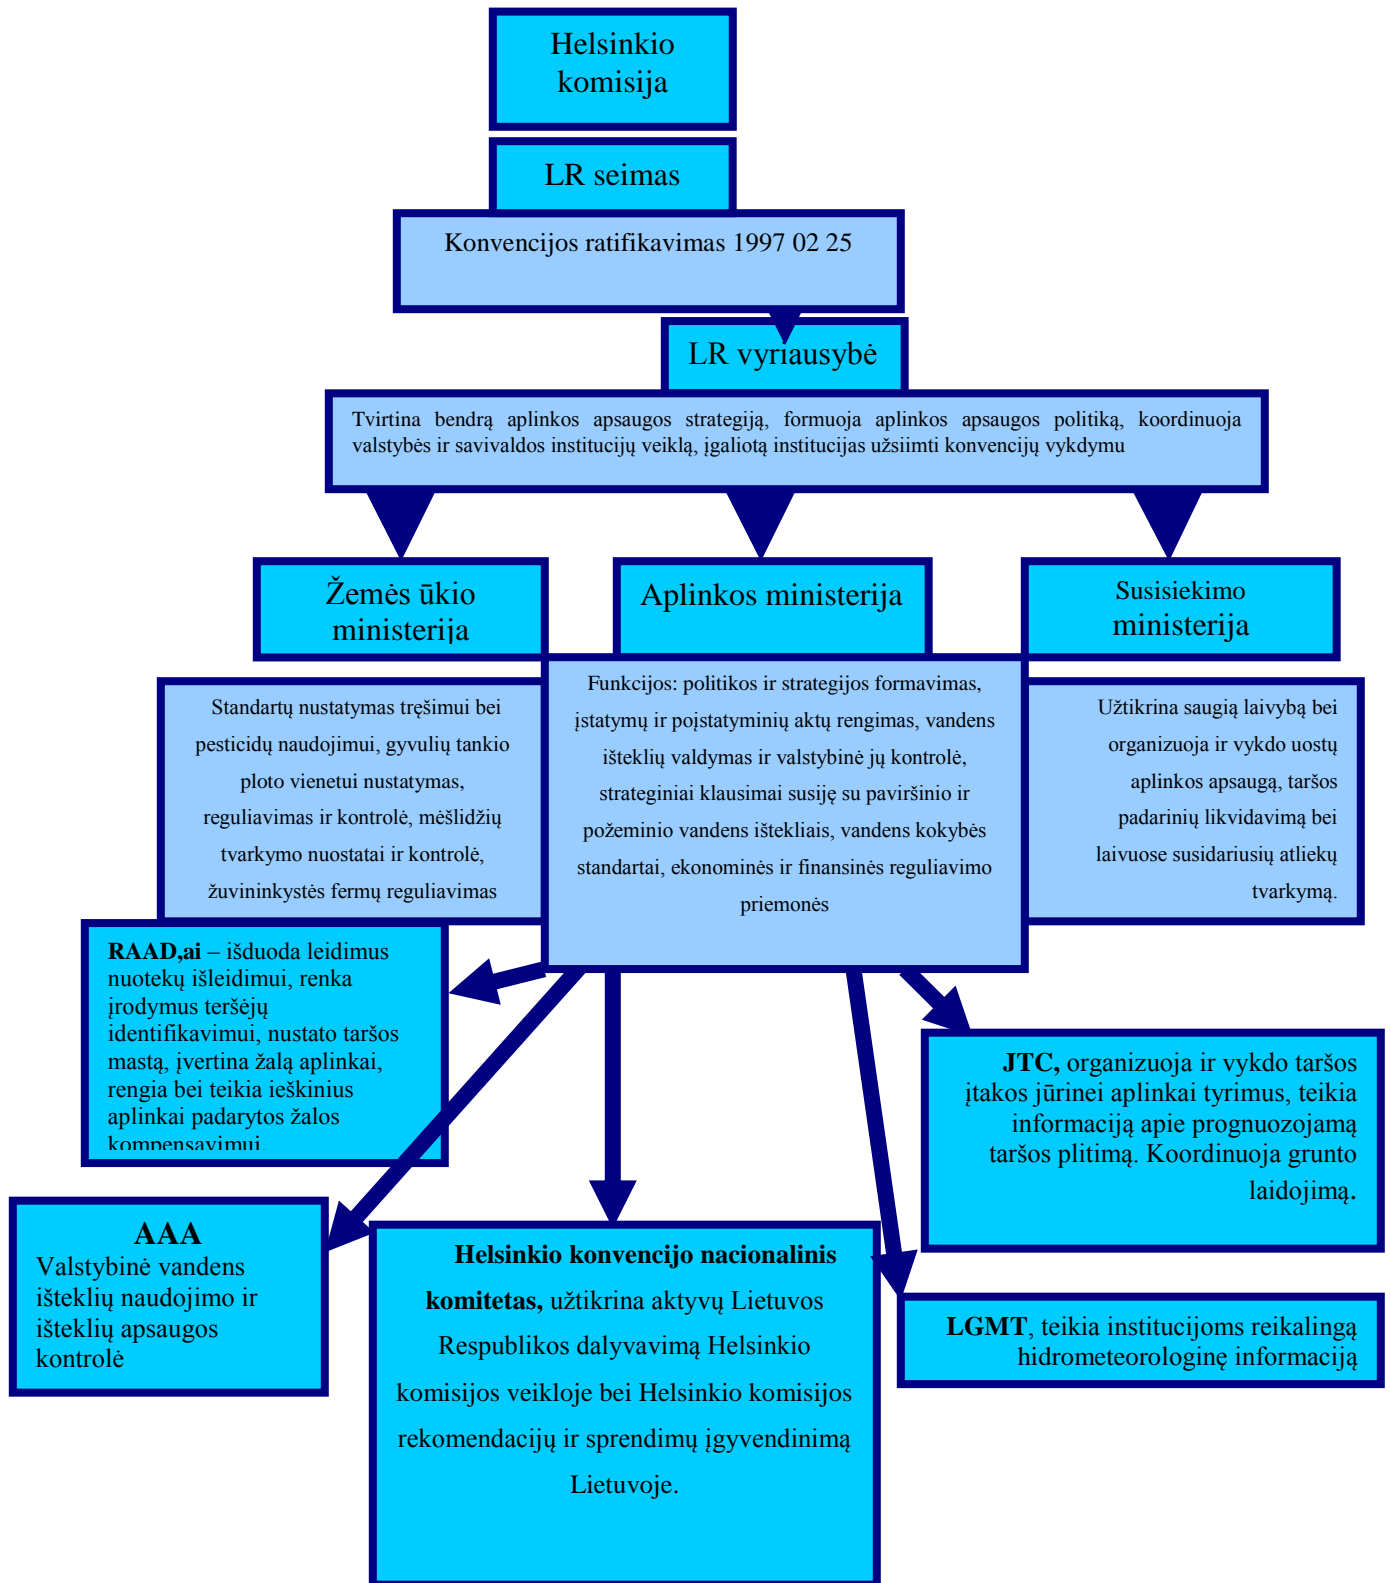 Helsinkio
komisija
LR seimas
Konvencijos ratifikavimas 1997 02 25
LR vyriausybė
Tvirtina bendrą aplinkos apsaugos strategiją, formuoja aplinkos apsaugos politiką, koordinuoja
valstybės ir savivaldos institucijų veiklą, įgaliotą institucijas užsiimti konvencijų vykdymu
Žemės ūkio
ministerija
Aplinkos ministerija
Susisiekimo
ministerija
Standartų nustatymas tręšimui bei
pesticidų naudojimui, gyvulių tankio
ploto vienetui nustatymas,
reguliavimas ir kontrolė, mėšlidžių
tvarkymo nuostatai ir kontrolė,
žuvininkystės fermų reguliavimas
Funkcijos: politikos ir strategijos formavimas,
įstatymų ir poįstatyminių aktų rengimas, vandens
išteklių valdymas ir valstybinė jų kontrolė,
strateginiai klausimai susiję su paviršinio ir
požeminio vandens ištekliais, vandens kokybės
standartai, ekonominės ir finansinės reguliavimo
priemonės
Užtikrina saugią laivybą bei
organizuoja ir vykdo uostų
aplinkos apsaugą, taršos
padarinių likvidavimą bei
laivuose susidariusių atliekų
tvarkymą.
RAAD,ai – išduoda leidimus
nuotekų išleidimui, renka
įrodymus teršėjų
identifikavimui, nustato taršos
mastą, įvertina žalą aplinkai,
rengia bei teikia ieškinius
aplinkai padarytos žalos
kompensavimui.
JTC, organizuoja ir vykdo taršos
įtakos jūrinei aplinkai tyrimus, teikia
informaciją apie prognuozojamą
taršos plitimą. Koordinuoja grunto
laidojimą.
AAA
Valstybinė vandens
išteklių naudojimo ir
išteklių apsaugos
kontrolė
Helsinkio konvencijo nacionalinis
komitetas, užtikrina aktyvų Lietuvos
Respublikos dalyvavimą Helsinkio
komisijos veikloje bei Helsinkio komisijos
rekomendacijų ir sprendimų įgyvendinimą
Lietuvoje.
LGMT, teikia institucijoms reikalingą
hidrometeorologinę informaciją